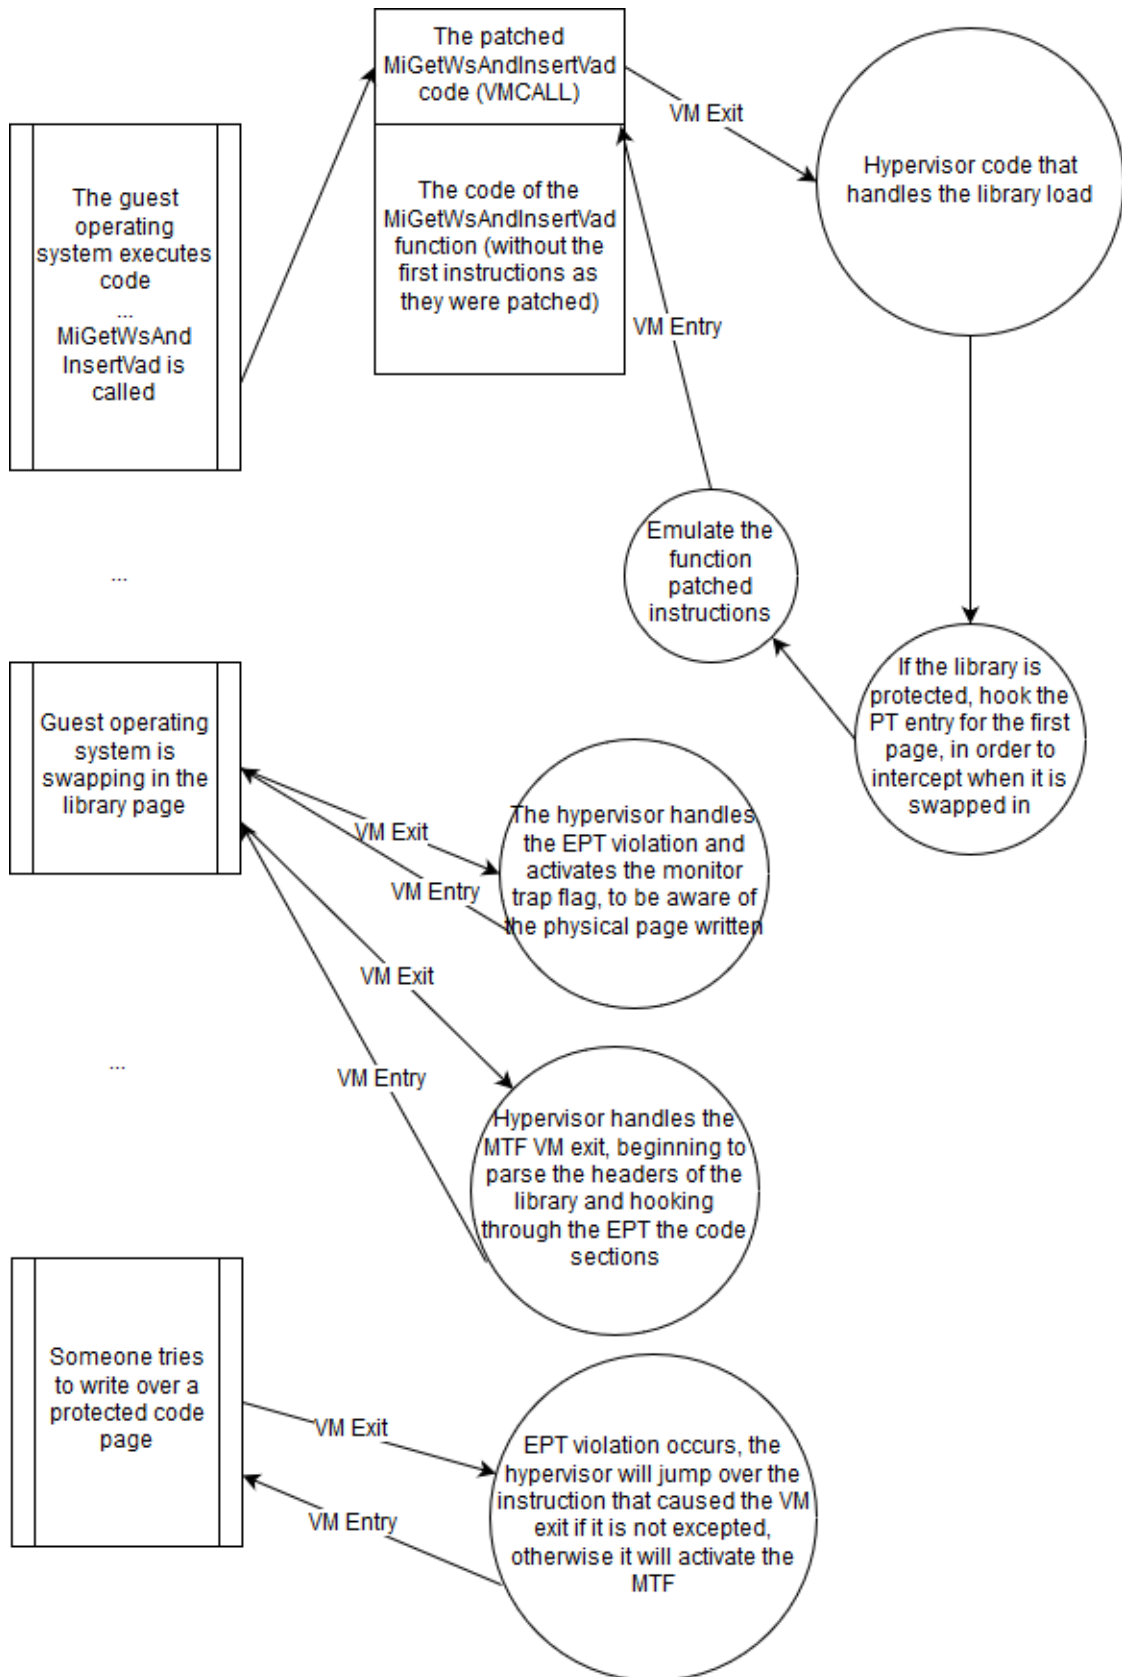 The patched
MiGetWsAndInsertVad
code (VMCALL)
VM Exit
Hypervisor code that
handles the library load
The guest
operating
system executes
code
...
MiGetWsAnd
InsertVad is
called
The code of the
MiGetWsAndInsertVad
function (without the
first instructions as
they were patched)
VM Entry
Emulate the
function
patched
instructions
...
If the library is
protected, hook the
PT entry for the first
page, in order to
intercept when it is
swapped in
Guest operating
system is
swapping in the
library page
VM Exit
VM Entry
The hypervisor handles
the EPT violation and
activates the monitor
trap flag, to be aware of
the physical page written
VM Exit
VM Entry
...
Hypervisor handles the
MTF VM exit, beginning to
parse the headers of the
library and hooking
through the EPT the code
sections
Someone tries
to write over a
protected code
page
VM Exit
VM Entry
EPT violation occurs, the
hypervisor will jump over the
instruction that caused the VM
exit if it is not excepted,
otherwise it will activate the
MTF